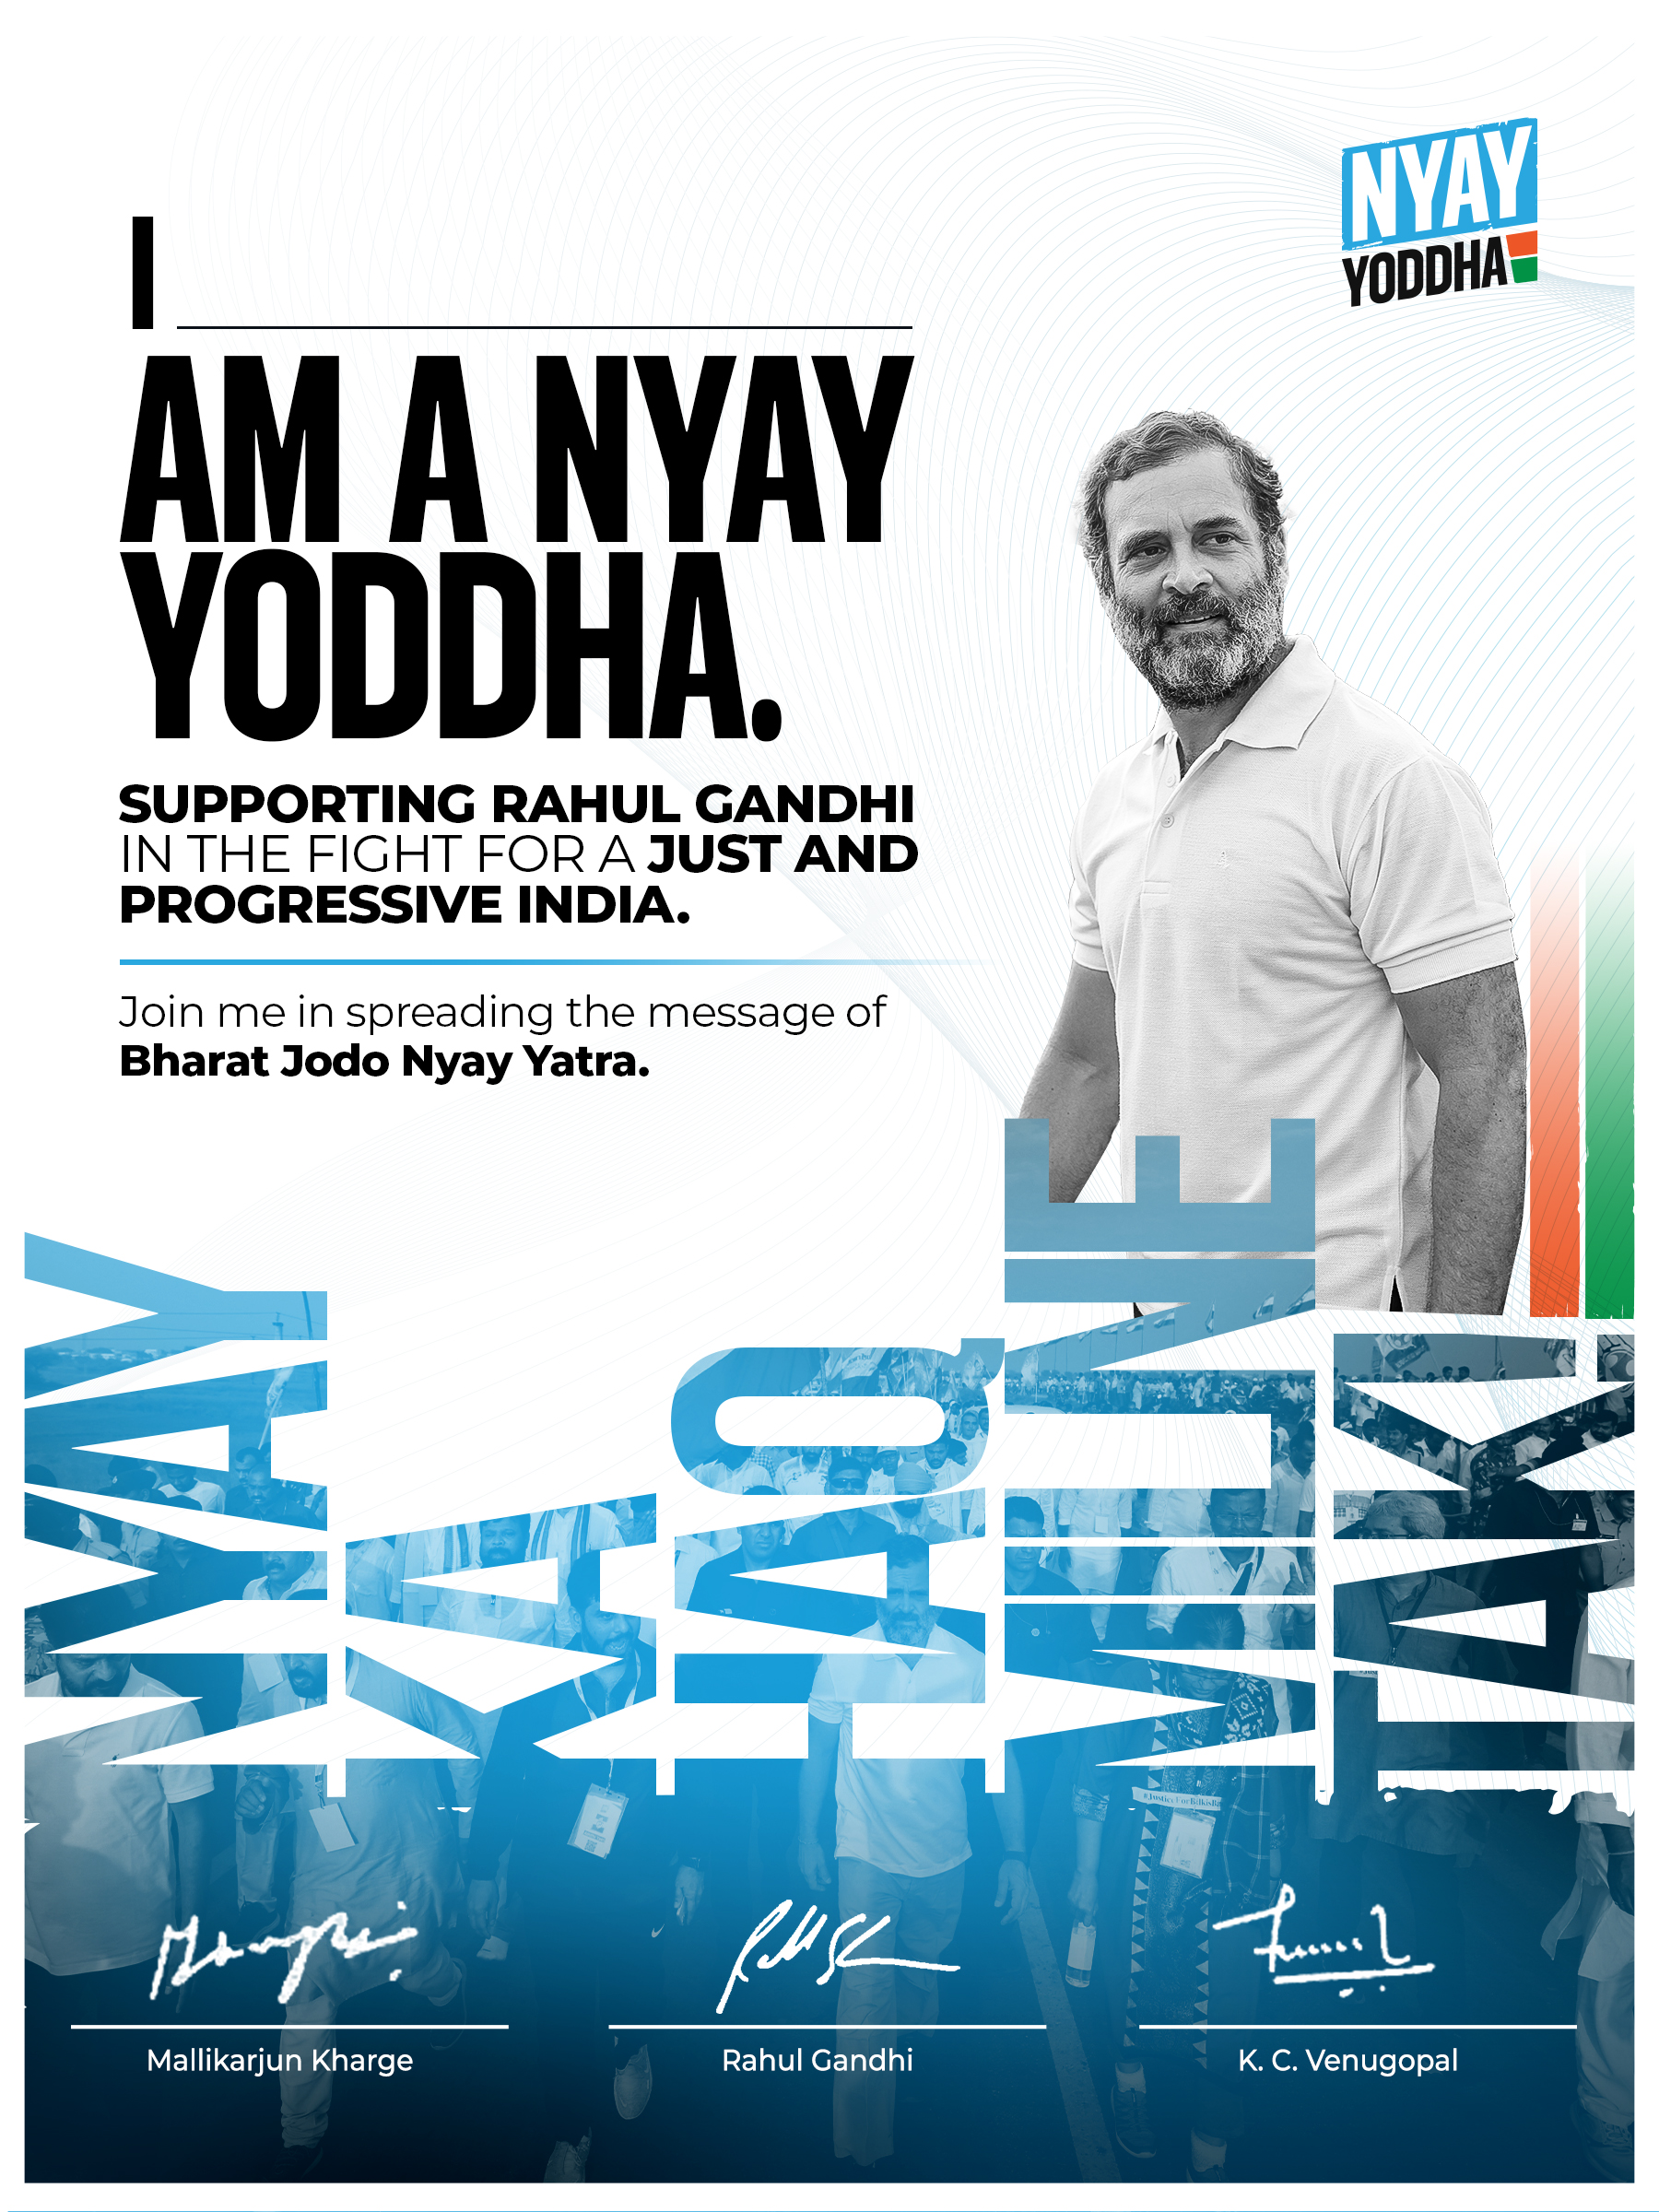 NYAY
YODDHA
I
AM A NYAY
YODDHA.
SUPPORTING RAHUL GANDHI
IN THE FIGHT FOR A JUST AND
PROGRESSIVE INDIA.
Join me in spreading the message of
Bharat Jodo Nyay Yatra.
NYAY
KA
HAQ
MILNE
TAK!
Mallikarjun Kharge
Rahul Gandhi
K. C. Venugopal